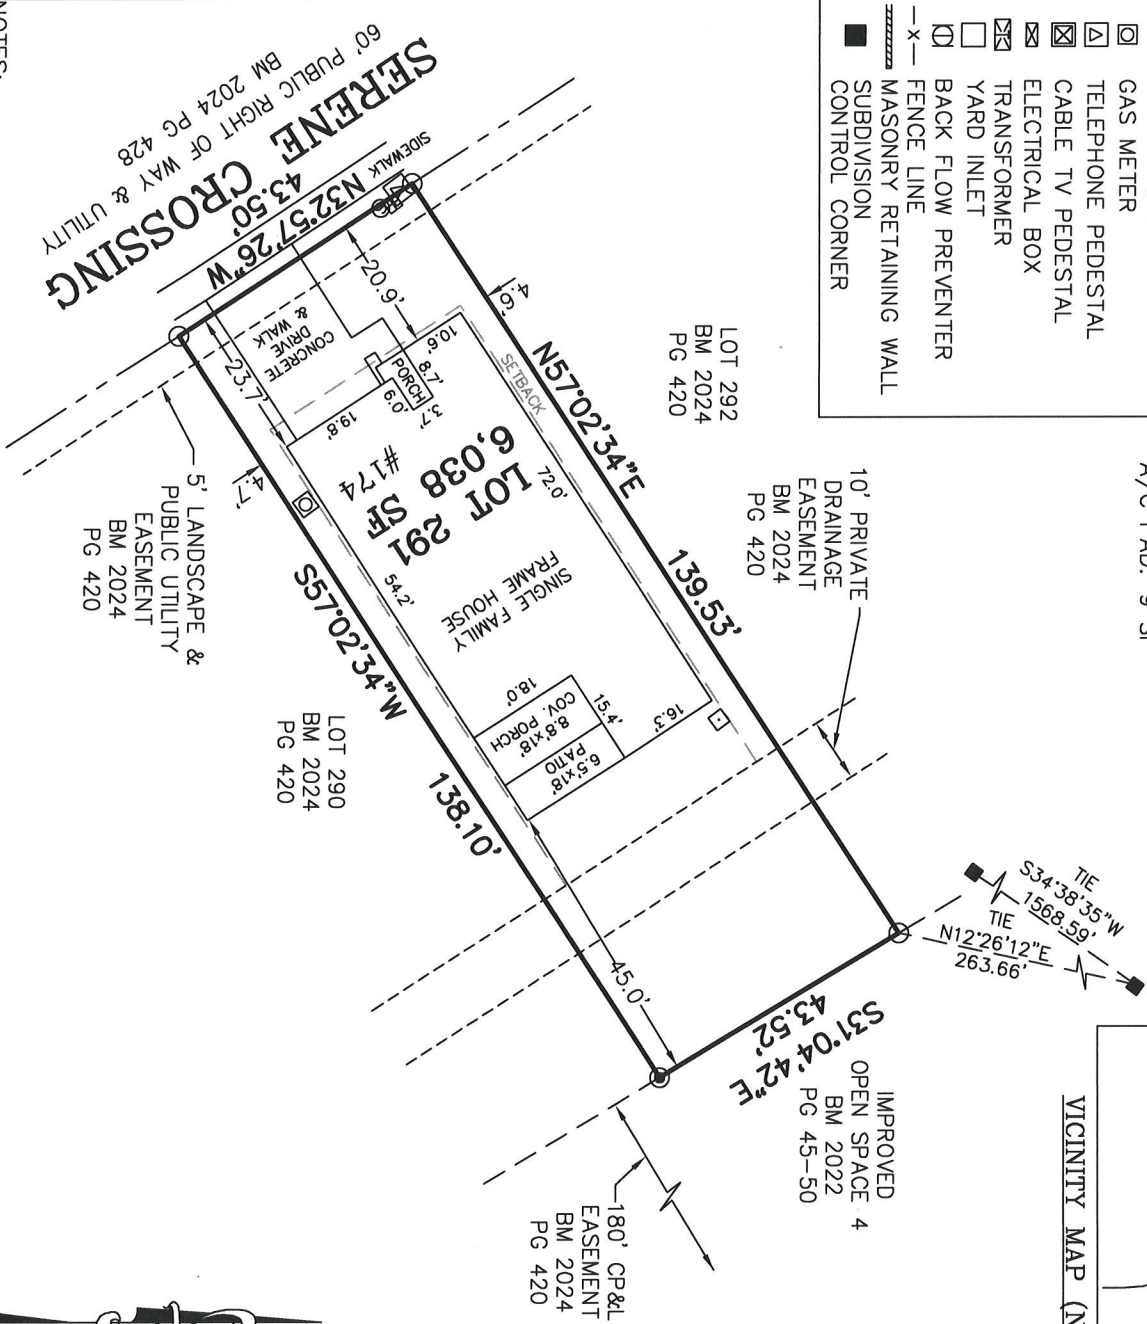 GAS METER
TELEPHONE PEDESTAL
CABLE TV PEDESTAL
ELECTRICAL BOX
TRANSFORMER
YARD INLET
BACK FLOW PREVENTER
—x— FENCE LINE
MASONRY RETAINING WALL
SUBDIVISION
CONTROL CORNER
NOTES:
60' PUBLIC RIGHT OF WAY & UTILITY
BM 2024 PG 428
SERENE CROSSING
SIDEWALK
N32°57'26"W
43.50'
20.9'
23.7'
CONCRETE
DRIVE
& WALK
4.6'
10.6'
8.7'
PORCH
3.7'
6.0'
19.8'
SETBACK
N57°02'34"E
139.53'
72.0'
LOT 292
BM 2024
PG 420
LOT 291
6,038 SF
#174
SINGLE FAMILY
FRAME HOUSE
54.2'
4.7'
S57°02'34"W
138.10'
18.0'
COV. PORCH
8.8'x18'
15.4'
PATIO
6.5'x18'
16.3'
45.0'
10' PRIVATE
DRAINAGE
EASEMENT
BM 2024
PG 420
5' LANDSCAPE &
PUBLIC UTILITY
EASEMENT
BM 2024
PG 420
LOT 290
BM 2024
PG 420
TIE
S34°38'35"W
1568.59'
TIE
N12°26'12"E
263.66'
S31°04'42"E
43.52'
IMPROVED
OPEN SPACE 4
BM 2022
PG 45-50
180' CP&L
EASEMENT
BM 2024
PG 420
VICINITY MAP (N